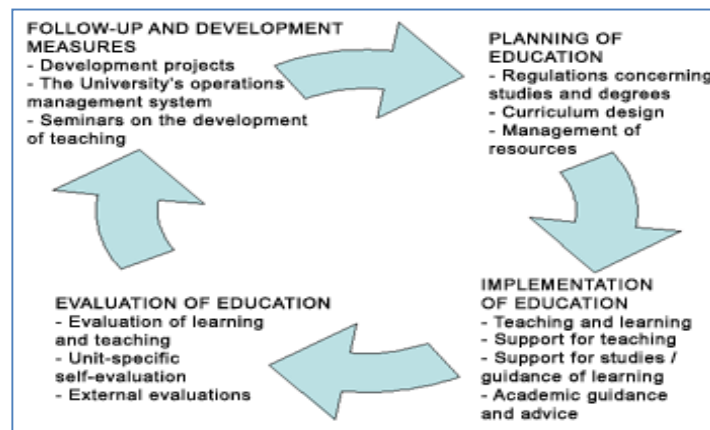 FOLLOW-UP AND DEVELOPMENT
MEASURES
- Development projects
- The University's operations
management system
- Seminars on the development
of teaching
PLANNING OF
EDUCATION
- Regulations concerning
studies and degrees
- Curriculum design
- Management of
resources
IMPLEMENTATION
OF EDUCATION
- Teaching and learning
- Support for teaching
- Support for studies /
guidance of learning
- Academic guidance
and advice
EVALUATION OF EDUCATION
- Evaluation of learning
and teaching
- Unit-specific
self-evaluation
- External evaluations